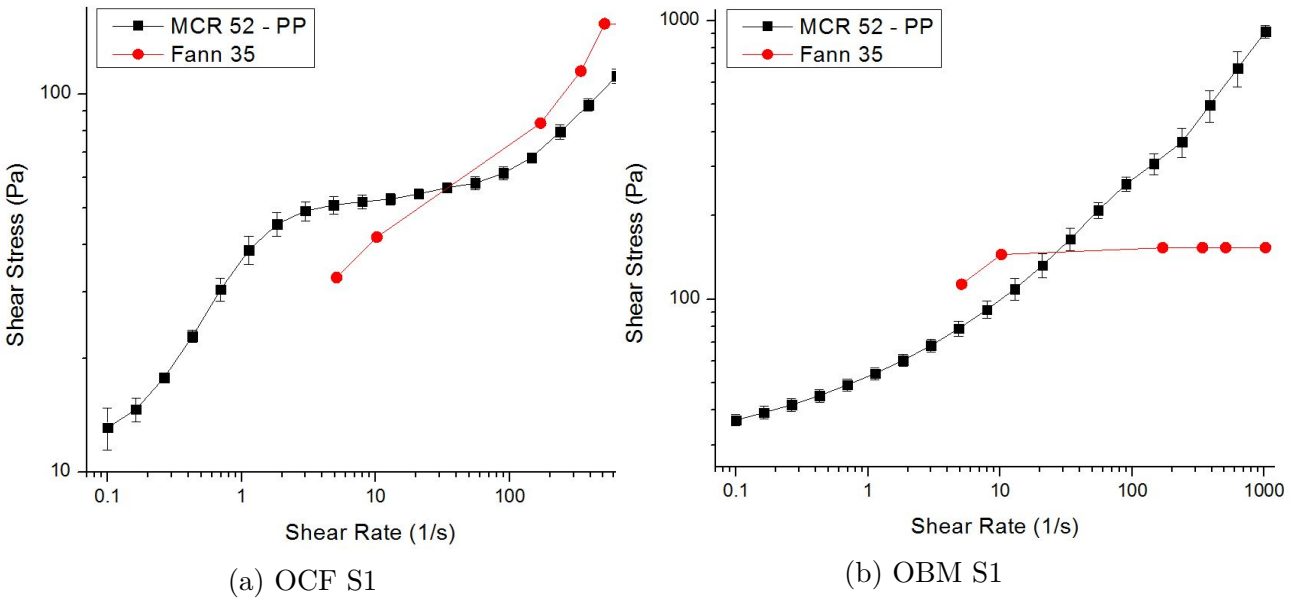 MCR 52 - PP
Fann 35
100
10
Shear Stress (Pa)
0.1 1 10 100
Shear Rate (1/s)
(a) OCF S1
MCR 52 - PP
Fann 35
1000
100
Shear Stress (Pa)
0.1 1 10 100 1000
Shear Rate (1/s)
(b) OBM S1